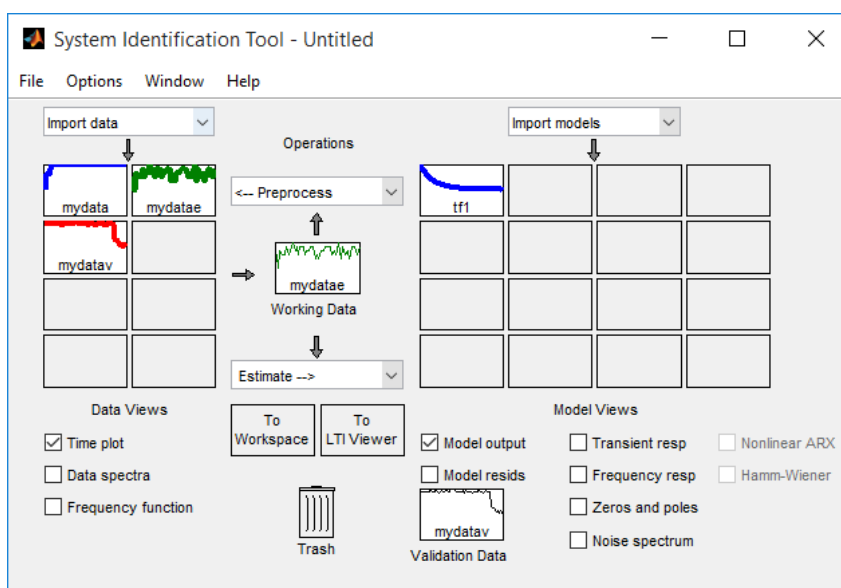 System Identification Tool - Untitled
File Options Window Help
Import data
Import models
Operations
<-- Preprocess
mydata
mydatae
tf1
mydatav
mydatae
Working Data
Estimate -->
Data Views
Model Views
To
Workspace
To
LTI Viewer
Time plot
Data spectra
Frequency function
Model output
Model resids
Transient resp
Frequency resp
Zeros and poles
Noise spectrum
Nonlinear ARX
Hamm-Wiener
Trash
mydatav
Validation Data